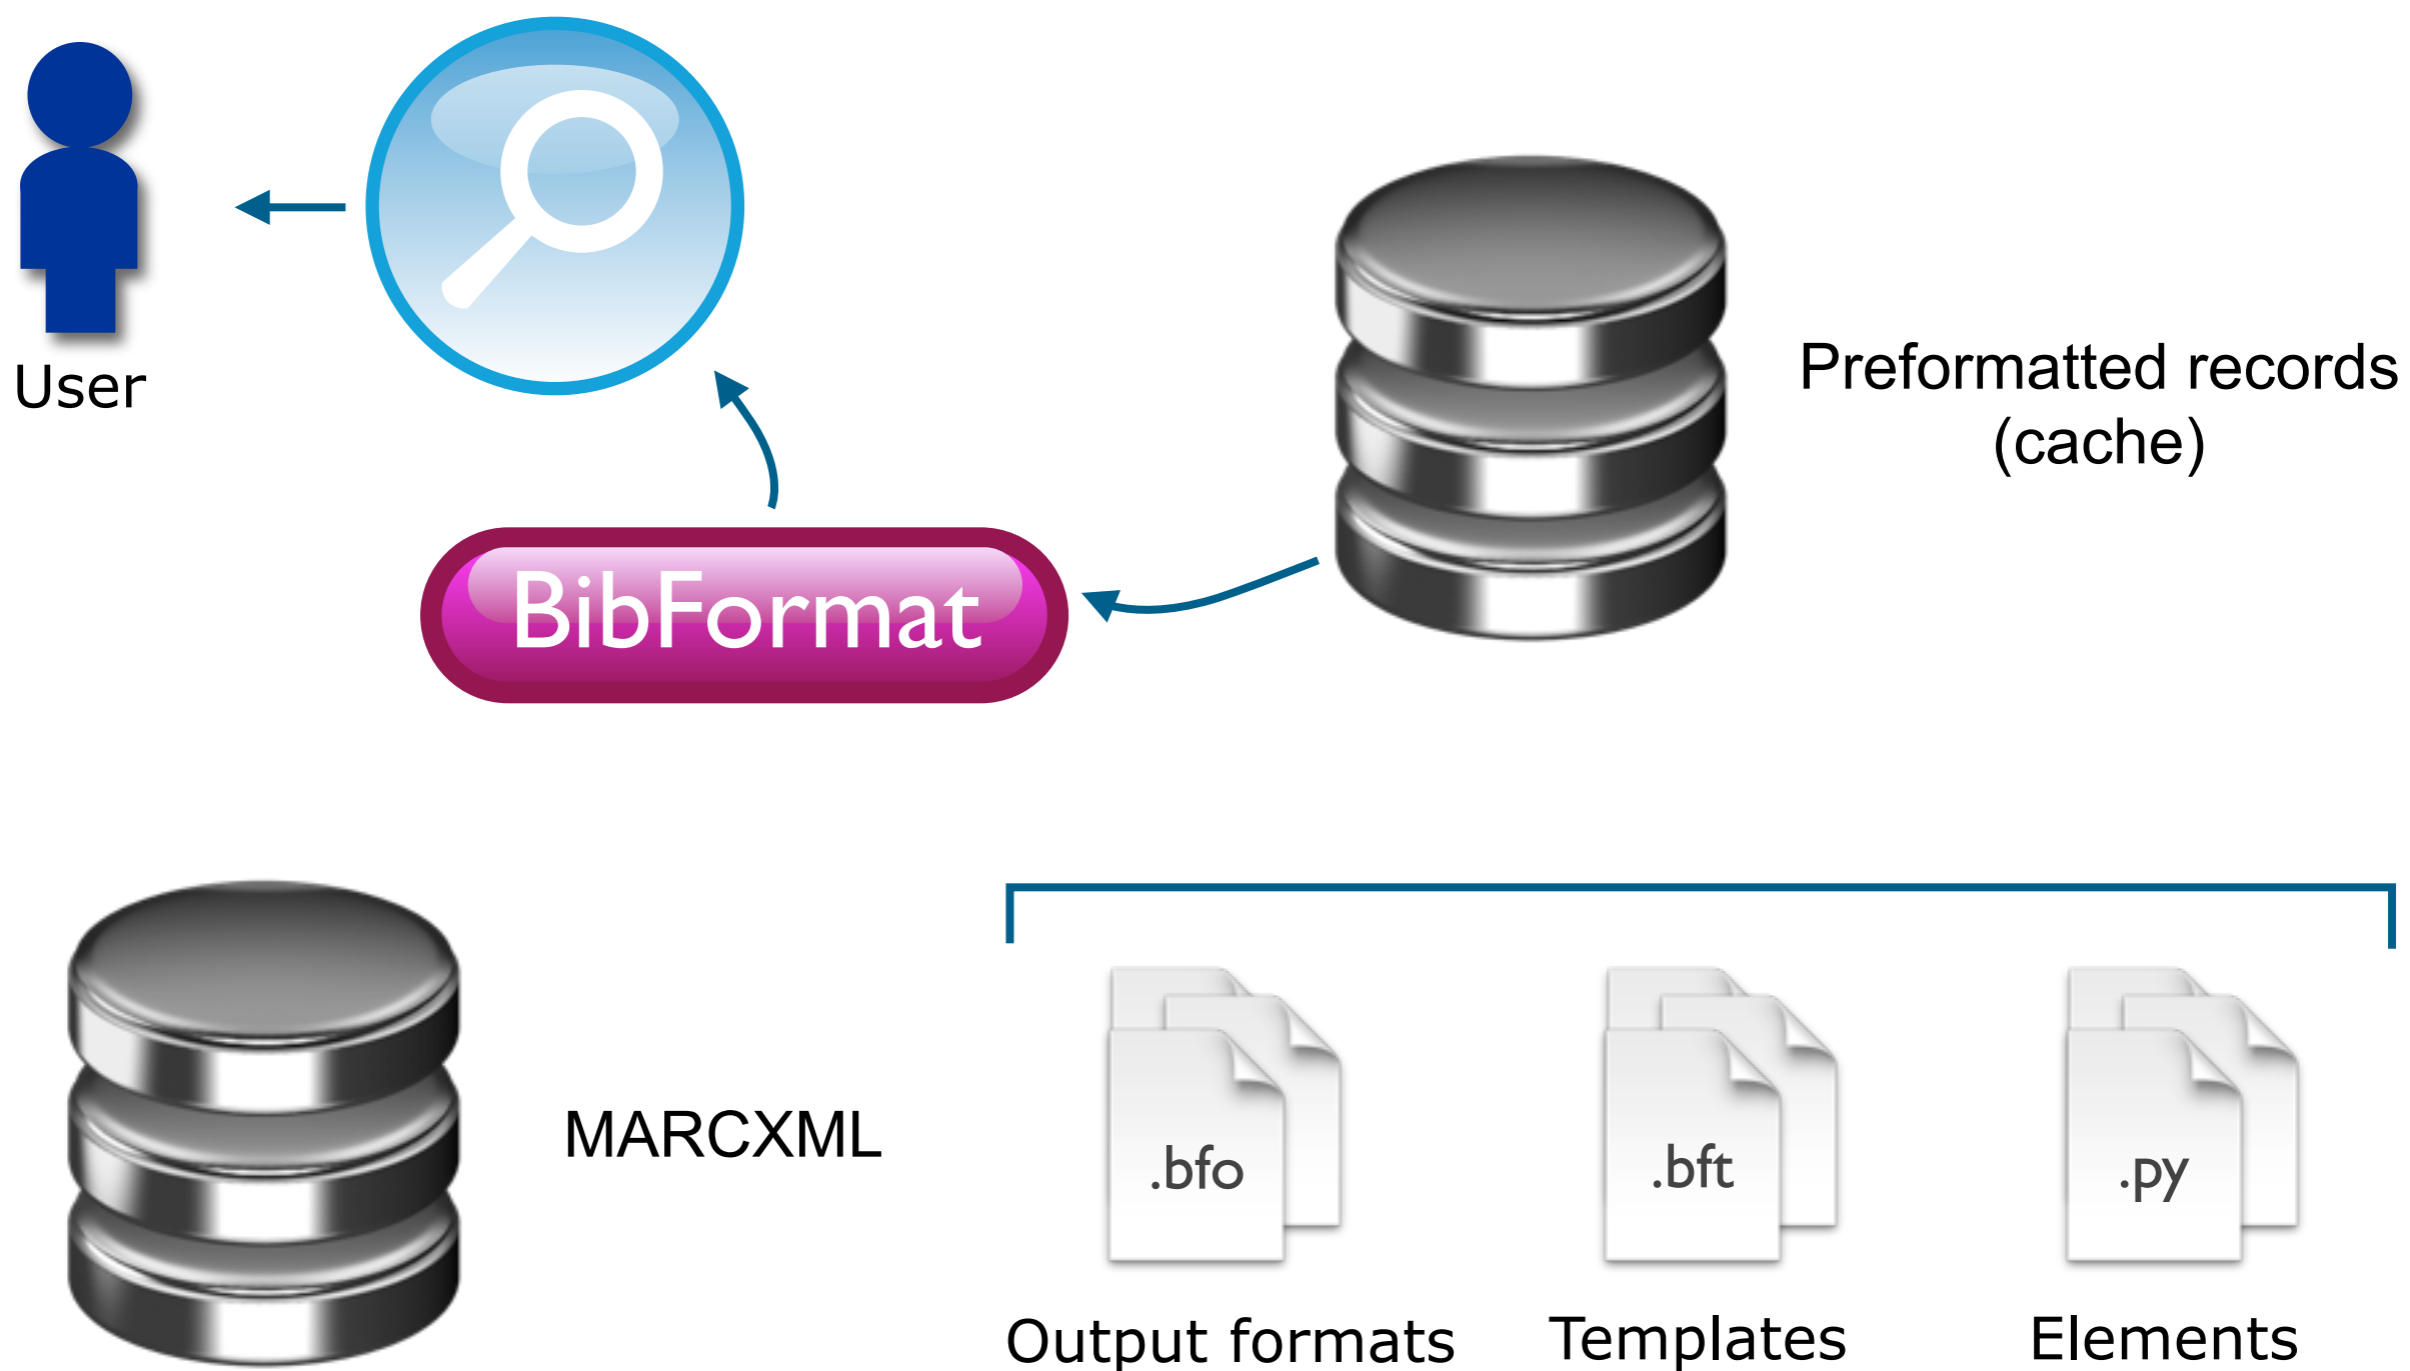 User
Preformatted records
(cache)
BibFormat
MARCXML
.bfo
.bft
.py
Output formats
Templates
Elements